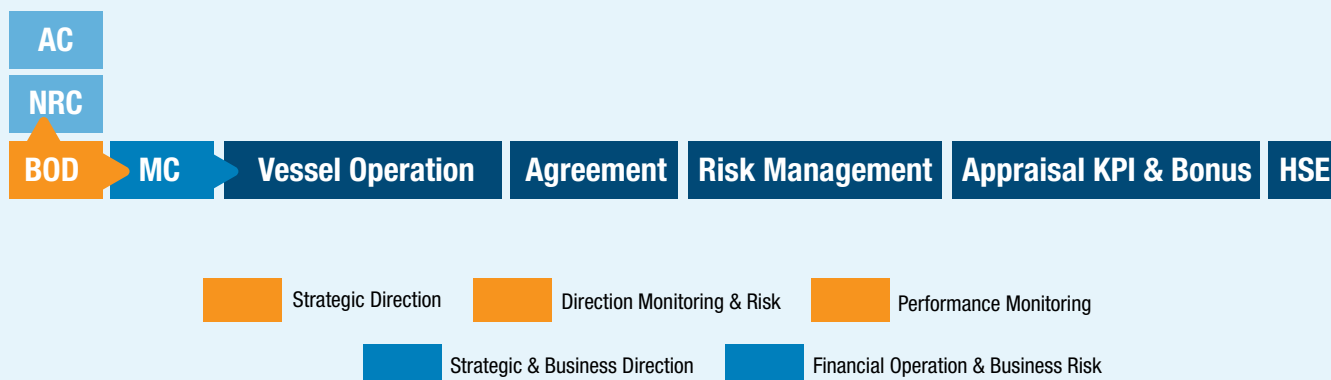 AC
NRC
BOD MC Vessel Operation Agreement Risk Management Appraisal KPI & Bonus HSE
Strategic Direction Direction Monitoring & Risk Performance Monitoring
Strategic & Business Direction Financial Operation & Business Risk